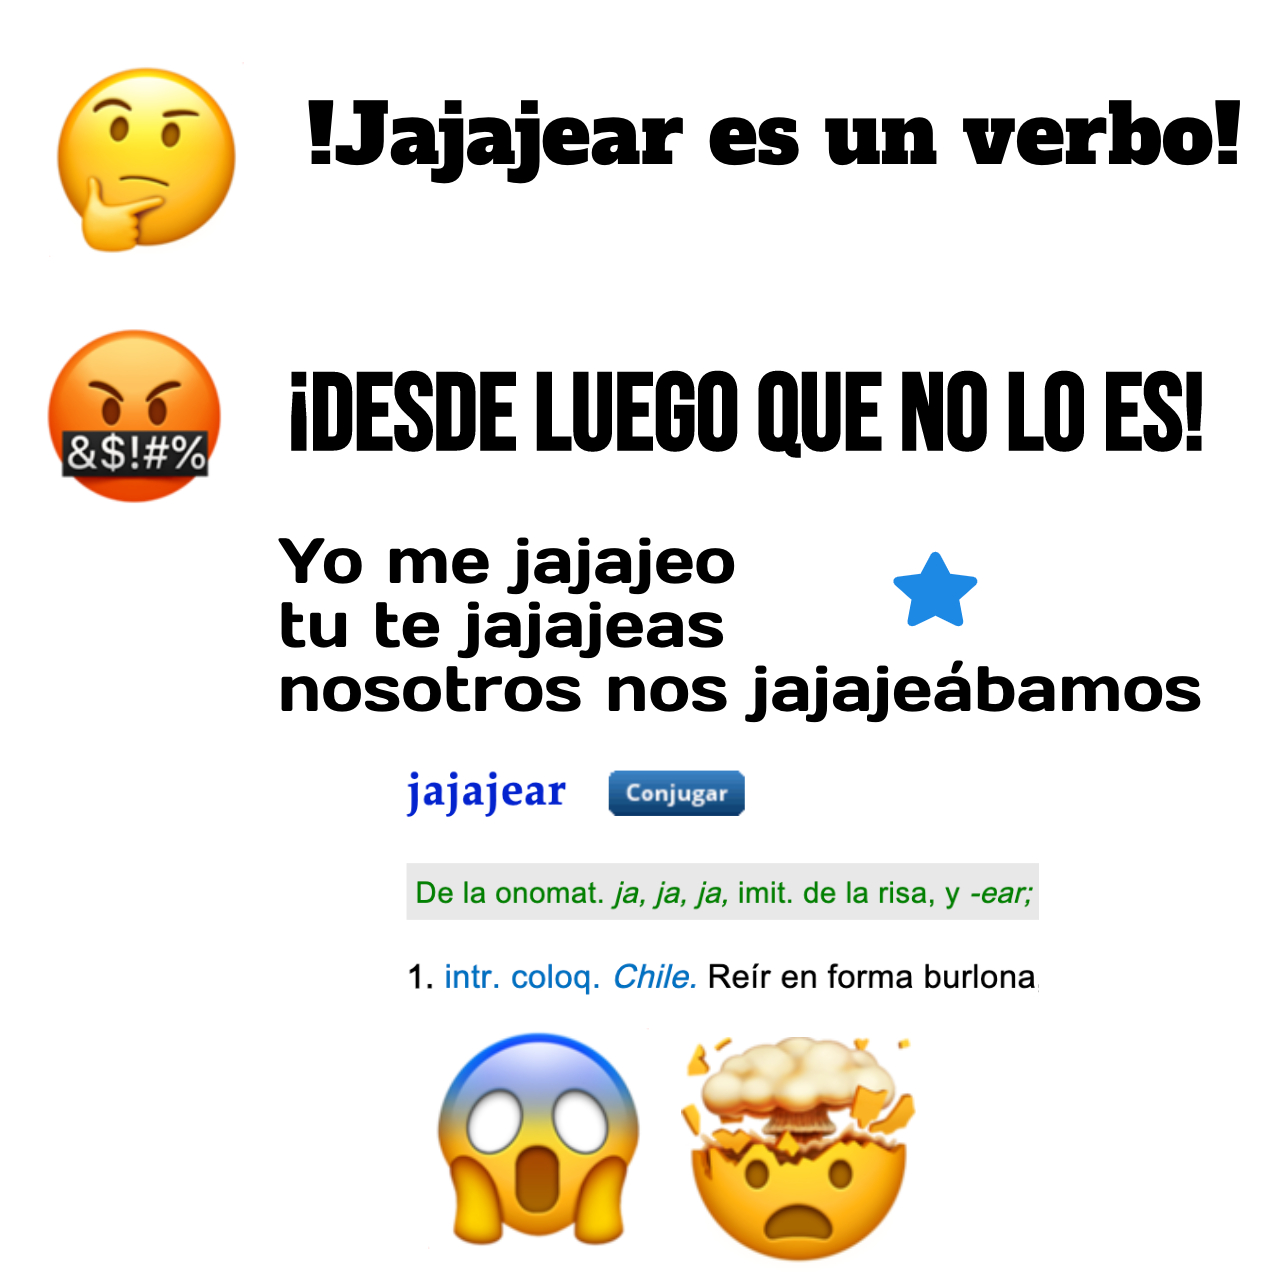 !Jajajear es un verbo!
&$!#%
¡DESDE LUEGO QUE NO LO ES!
Yo me jajajeo
tu te jajajeas
nosotros nos jajajeábamos
jajajear Conjugar
De la onomat. ja, ja, ja, imit. de la risa, y -ear;
1. intr. coloq. Chile. Reír en forma burlona